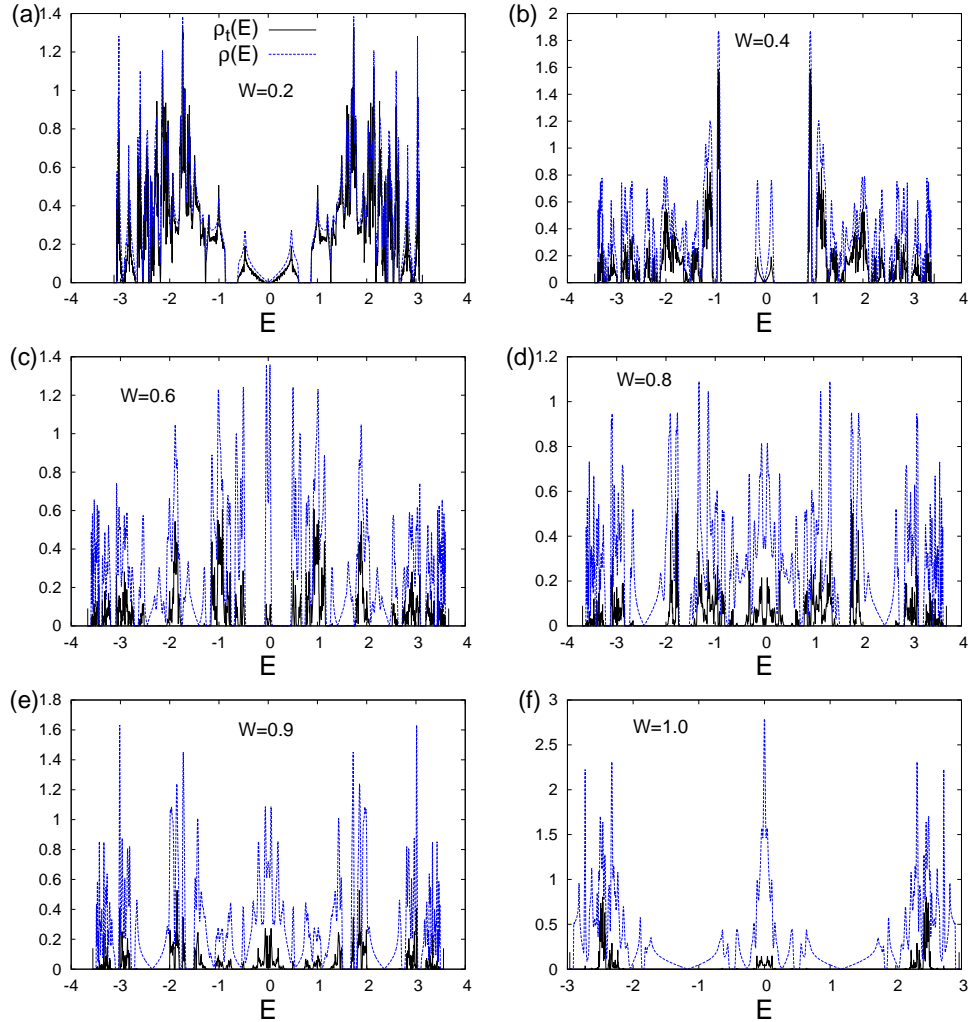 (a)
1.4
1.2
1
0.8
0.6
0.4
0.2
0
ρt(E)
ρ(E)
W=0.2
-4 -3 -2 -1 0 1 2 3 4
E
(b)
2
1.8
1.6
1.4
1.2
1
0.8
0.6
0.4
0.2
0
W=0.4
-4 -3 -2 -1 0 1 2 3 4
E
(c)
1.4
1.2
1
0.8
0.6
0.4
0.2
0
W=0.6
-4 -3 -2 -1 0 1 2 3 4
E
(d)
1.2
1
0.8
0.6
0.4
0.2
0
W=0.8
-4 -3 -2 -1 0 1 2 3 4
E
(e)
1.8
1.6
1.4
1.2
1
0.8
0.6
0.4
0.2
0
W=0.9
-4 -3 -2 -1 0 1 2 3 4
E
(f)
3
2.5
2
1.5
1
0.5
0
W=1.0
-3 -2 -1 0 1 2 3
E